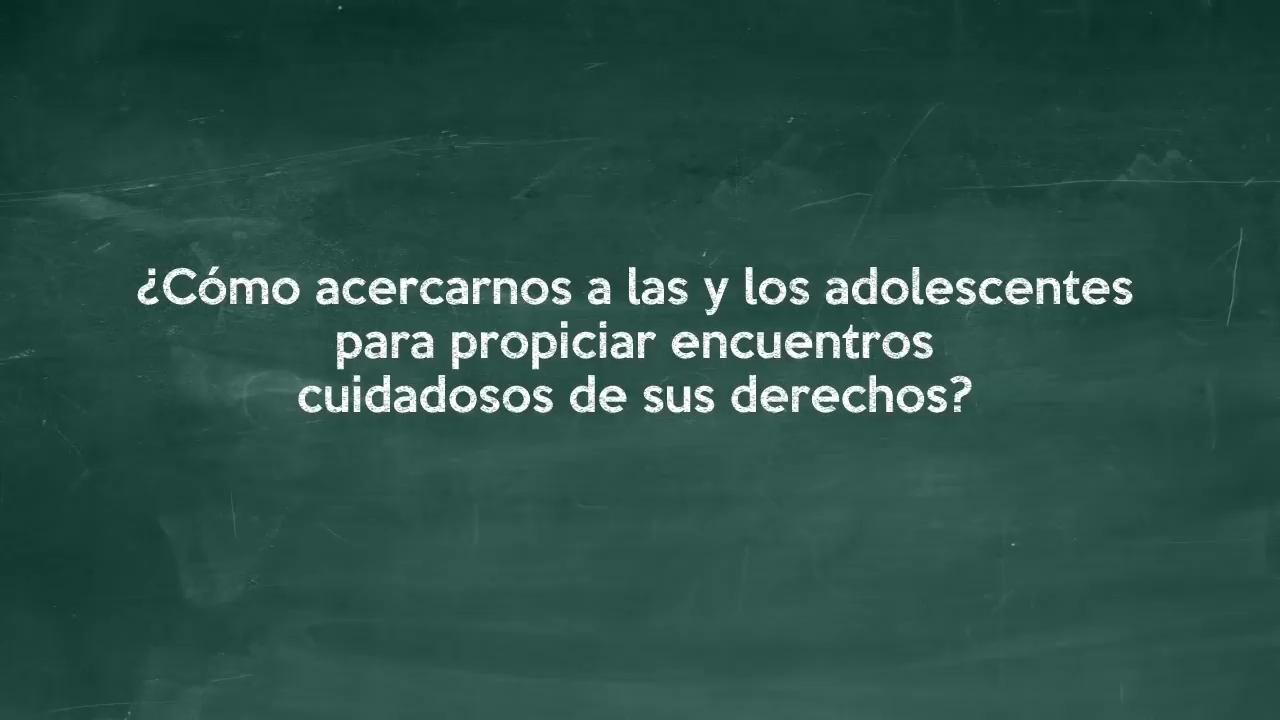 ¿Cómo acercarnos a las y los adolescentes
para propiciar encuentros
cuidadosos de sus derechos?